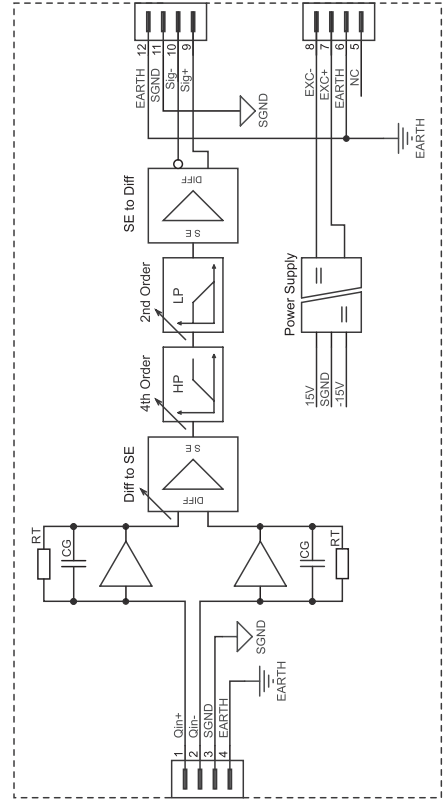 12
11
10
9
EARTH
SGND
Sig-
Sig+
8
7
6
5
EXC-
EXC+
EARTH
NC
SGND
EARTH
SE to Diff
DIFF
S E
2nd Order
LP
4th Order
HP
Diff to SE
S E
DIFF
Power Supply
15V
SGND
-15V
RT
CG
CG
RT
SGND
EARTH
Qin+
Qin-
SGND
EARTH
1
2
3
4